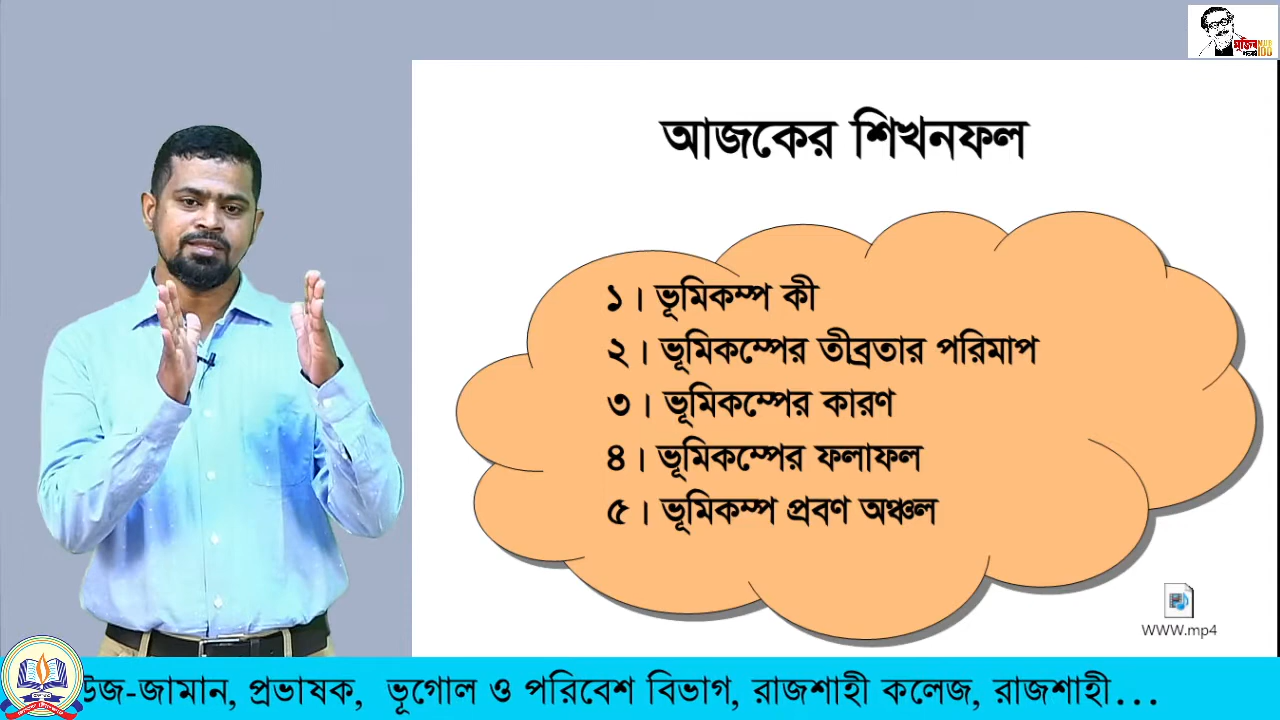 আজকের শিখনফল
১। ভূমিকম্প কী
২। ভূমিকম্পের তীব্রতার পরিমাপ
৩। ভূমিকম্পের কারণ
৪। ভূমিকম্পের ফলাফল
৫। ভূমিকম্প প্রবণ অঞ্চল
WWW.mp4
উজ-জামান, প্রভাষক, ভূগোল ও পরিবেশ বিভাগ, রাজশাহী কলেজ, রাজশাহী...